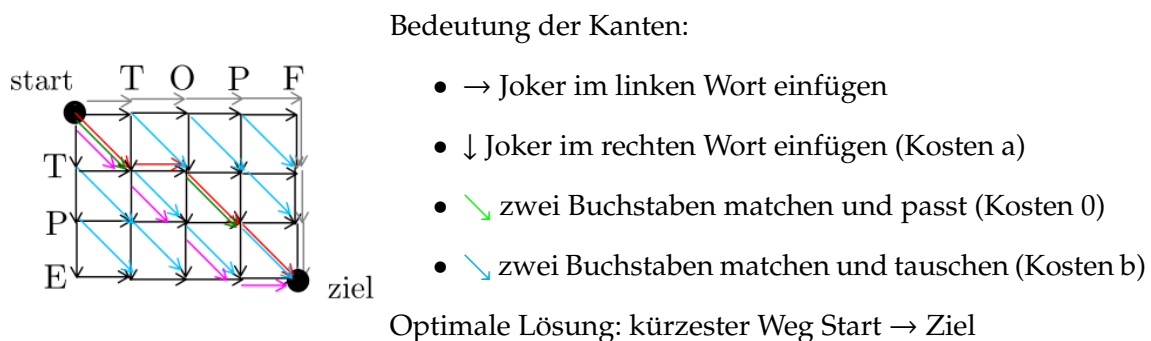 Bedeutung der Kanten:
start T O P F
• → Joker im linken Wort einfügen
• ↓ Joker im rechten Wort einfügen (Kosten a)
T
• ↘ zwei Buchstaben matchen und passt (Kosten 0)
P
• ↘ zwei Buchstaben matchen und tauschen (Kosten b)
E
ziel
Optimale Lösung: kürzester Weg Start → Ziel